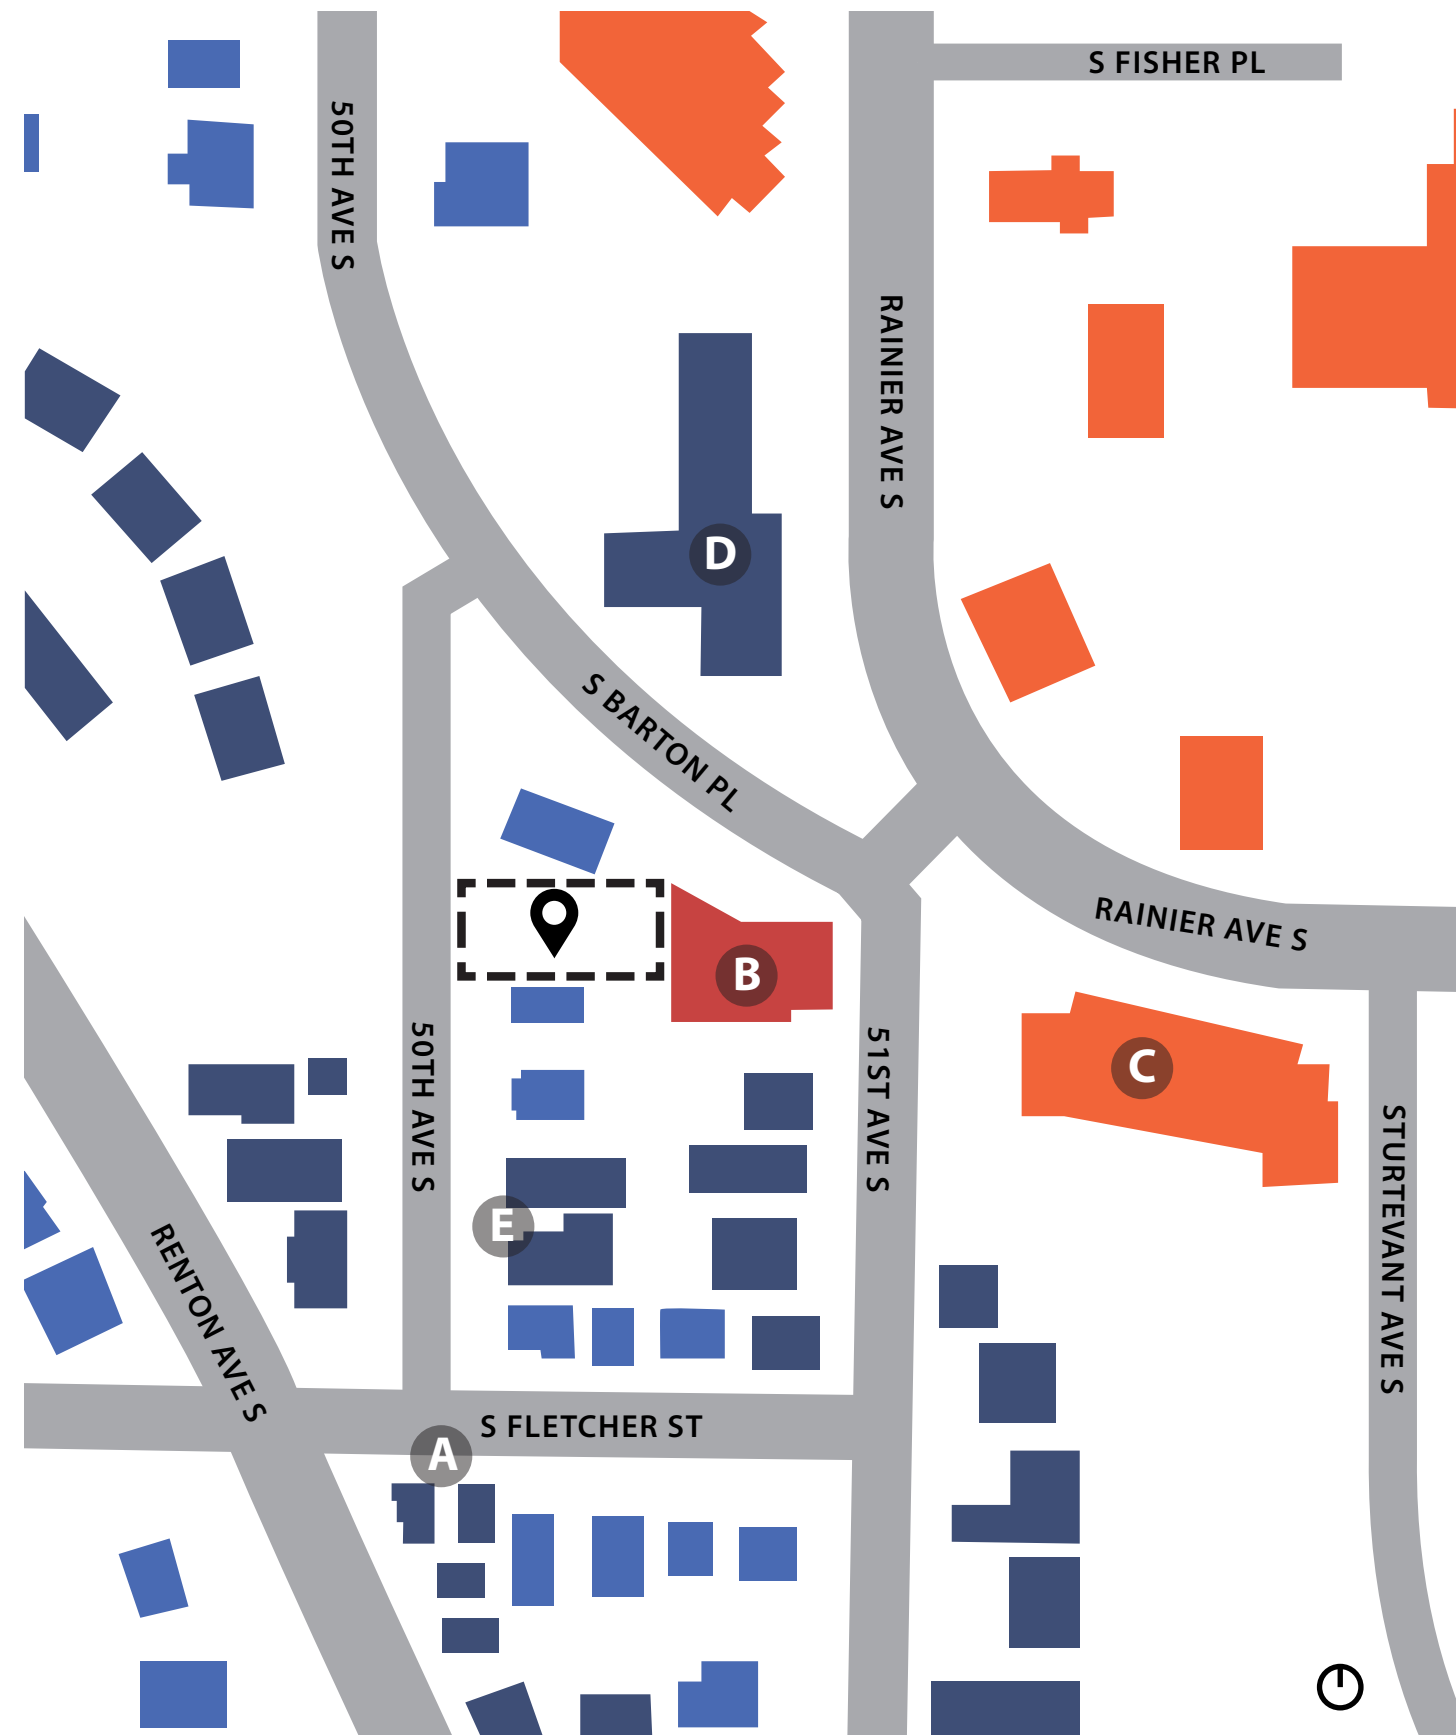 S FISHER PL
50TH AVE S
RAINIER AVE S
D
S BARTON PL
RAINIER AVE S
B
50TH AVE S
51ST AVE S
C
STURTEVANT AVE S
E
RENTON AVE S
S FLETCHER ST
A